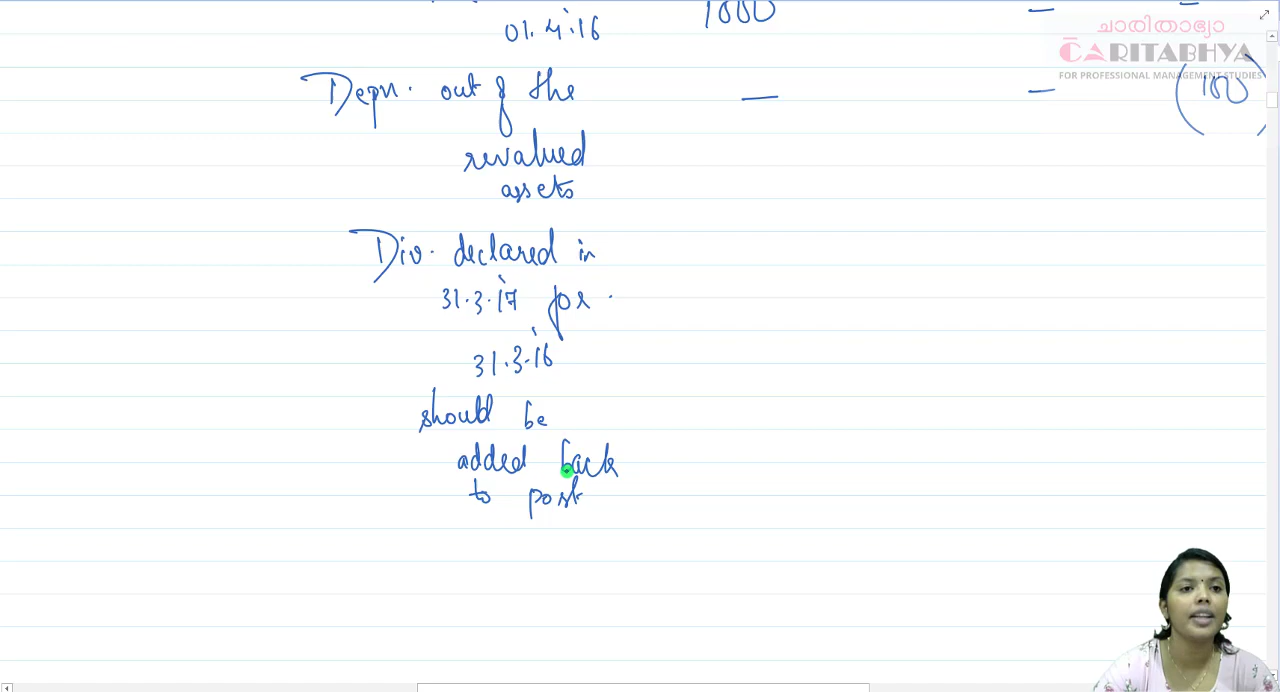 01.4.16 1000 — —
ചാരിതാഭ്യാ
CARITABHYA
FOR PROFESSIONAL MANAGEMENT STUDIES
Depn. out of the — — (100)
revalued
assets
Div. declared in
31.3.17 for
31.3.16
should be
added back
to post